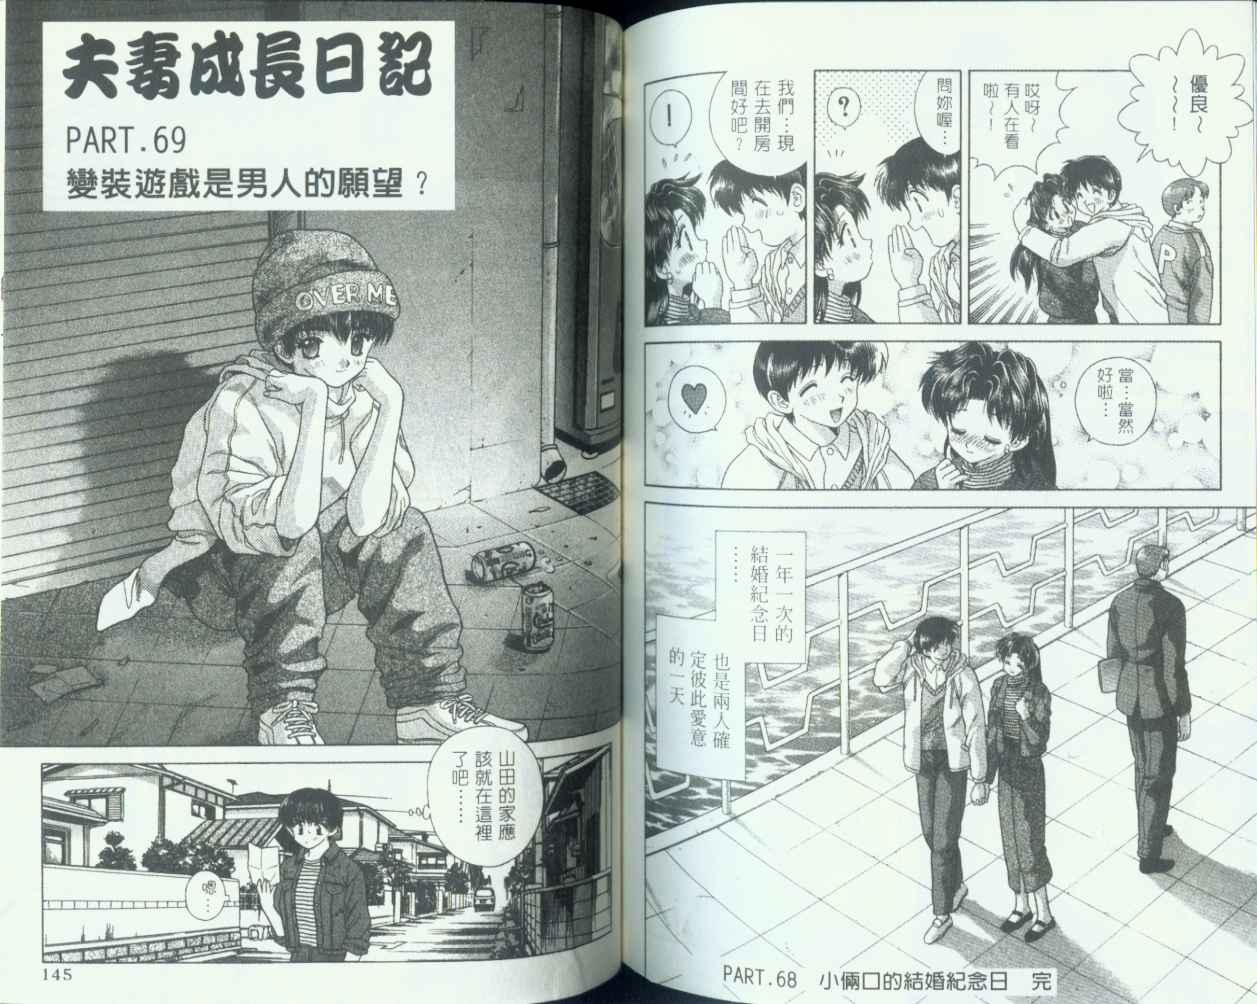 優良～
～～！
哎呀～
有人在看
啦～！
問妳喔…
？
我們…現
在去開房
間好吧？
！
當…當然
好啦…
一年一次的
結婚紀念日
……
也是兩人確
定彼此愛意
的一天
P
PART.68 小倆口的結婚紀念日 完
夫妻成長日記
PART.69
變裝遊戲是男人的願望？
OVER ME
山田的家應
該就在這裡
了吧……
嗯…
145